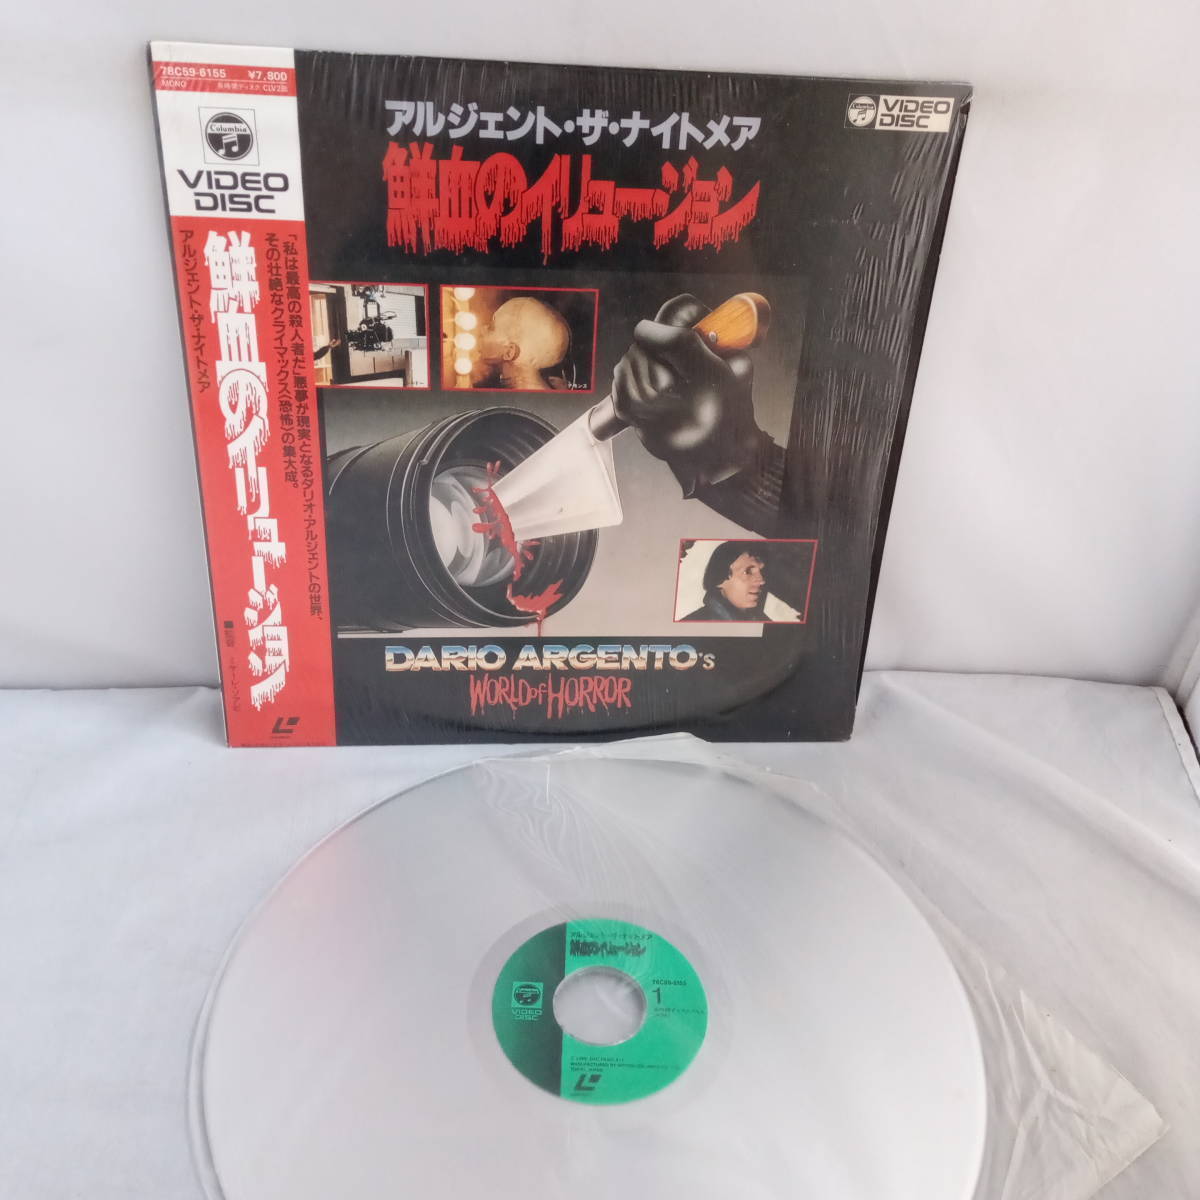 78C59-6155 ¥7,800
MONO 長時間ディスク CLV2面
Columbia
VIDEO
DISC
鮮血のイリュージョン
アルジェント・ザ・ナイトメア
「私は最高の殺人者だ」悪夢が現実となるダリオ・アルジェントの世界、
その壮絶なクライマックス〈恐怖〉の集大成。
■監督
アルジェント・ザ・ナイトメア
鮮血のイリュージョン
VIDEO
DISC
デモンズ
DARIO ARGENTO's
WORLD of HORROR
アルジェント・ザ・ナイトメア
鮮血のイリュージョン
78C59-6155
1
Columbia
VIDEO
DISC